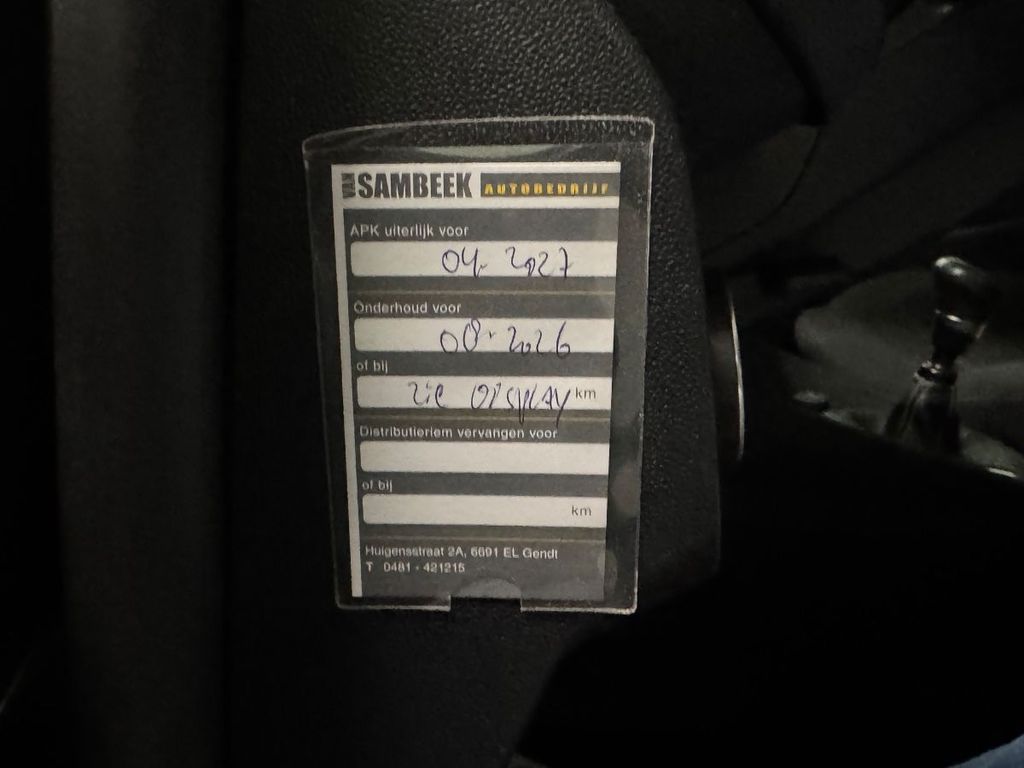 VAN SAMBEEK AUTOBEDRIJF
APK uiterlijk voor
04-2027
Onderhoud voor
08-2026
of bij
zie DISPLAY km
Distributieriem vervangen voor
of bij
km
Huigensstraat 2A, 6691 EL Gendt
T 0481 - 421215